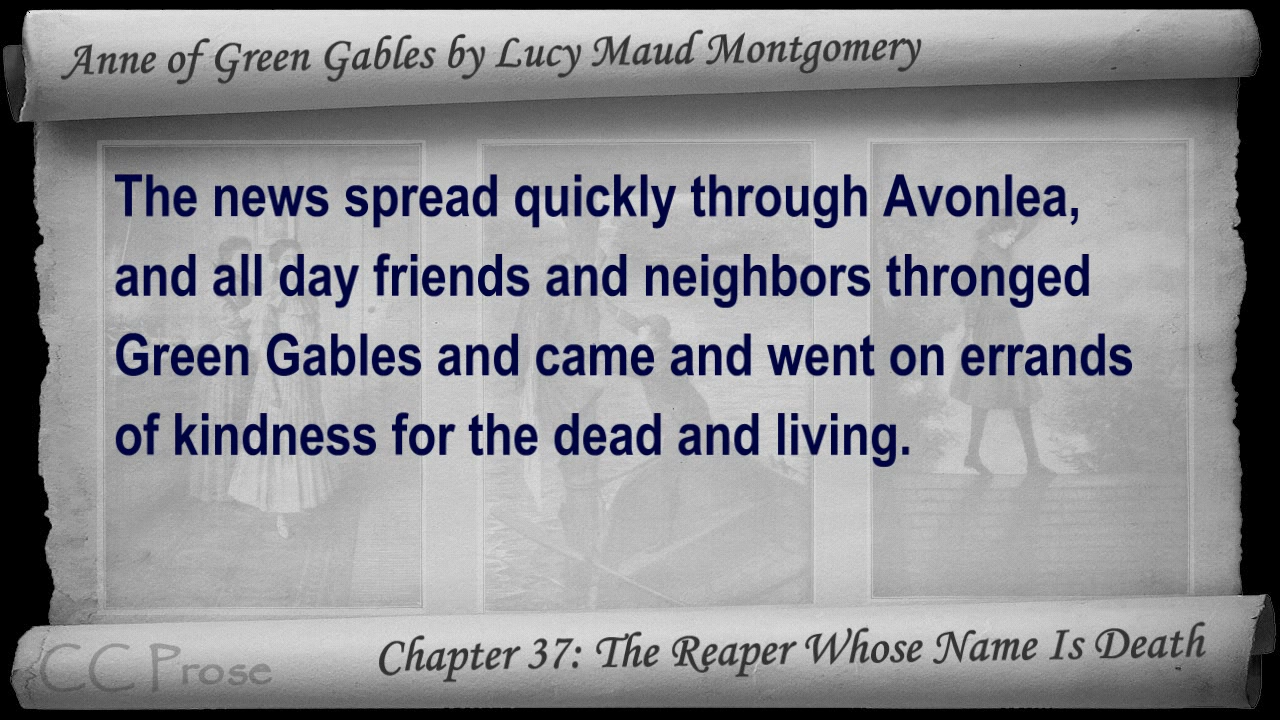 Anne of Green Gables by Lucy Maud Montgomery
The news spread quickly through Avonlea,
and all day friends and neighbors thronged
Green Gables and came and went on errands
of kindness for the dead and living.
Chapter 37: The Reaper Whose Name Is Death
CC Prose